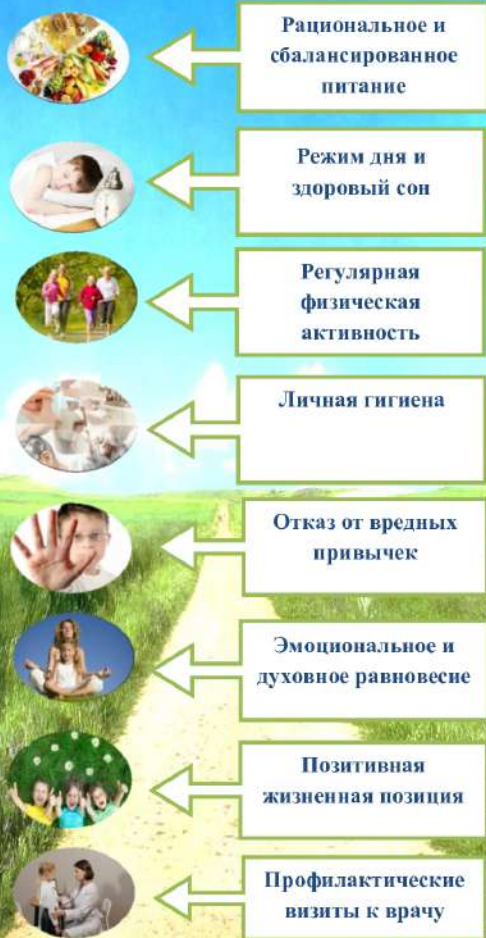 Рациональное и
сбалансированное
питание
Режим дня и
здоровый сон
Регулярная
физическая
активность
Личная гигиена
Отказ от вредных
привычек
Эмоциональное и
духовное равновесие
Позитивная
жизненная позиция
Профилактические
визиты к врачу